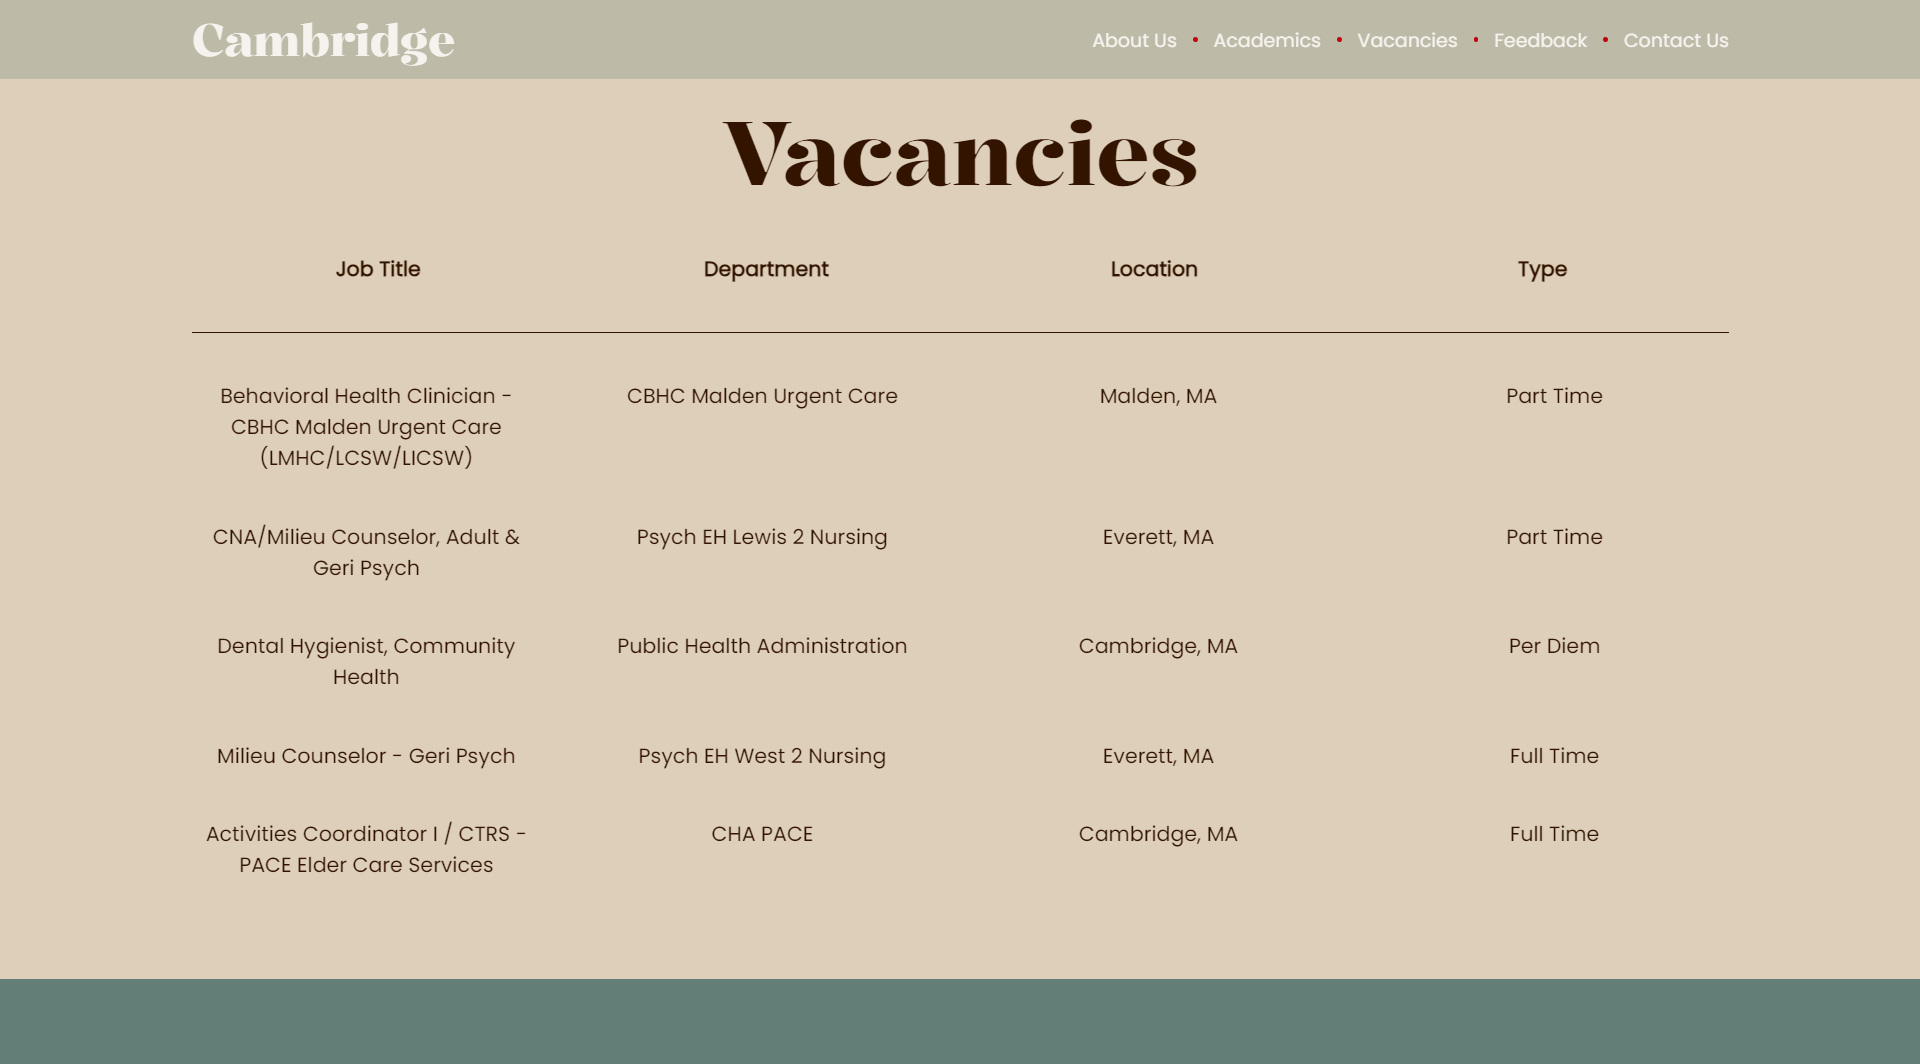 Cambridge
About Us • Academics • Vacancies • Feedback • Contact Us
Vacancies
Job Title Department Location Type
Behavioral Health Clinician - CBHC Malden Urgent Care Malden, MA Part Time
CBHC Malden Urgent Care
(LMHC/LCSW/LICSW)
CNA/Milieu Counselor, Adult & Psych EH Lewis 2 Nursing Everett, MA Part Time
Geri Psych
Dental Hygienist, Community Public Health Administration Cambridge, MA Per Diem
Health
Milieu Counselor - Geri Psych Psych EH West 2 Nursing Everett, MA Full Time
Activities Coordinator I / CTRS - CHA PACE Cambridge, MA Full Time
PACE Elder Care Services